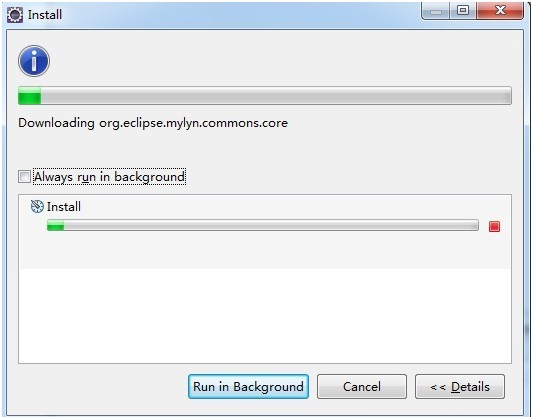 Install
Downloading org.eclipse.mylyn.commons.core
Always run in background
Install
Run in Background
Cancel
<< Details